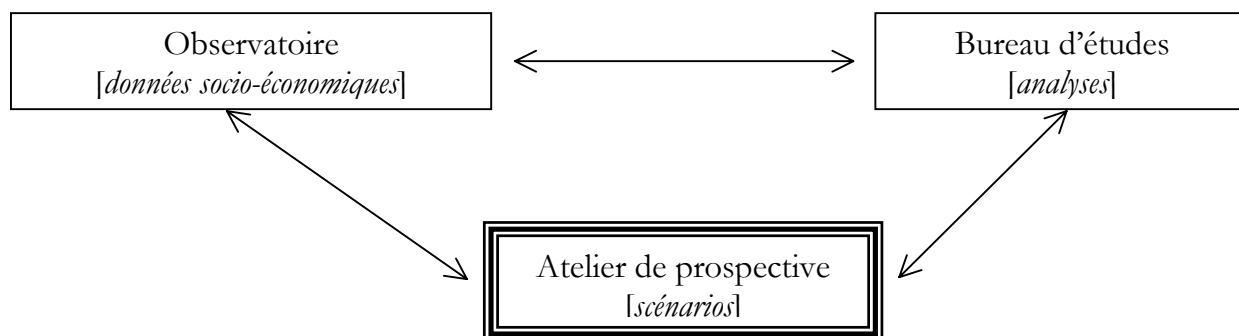 Observatoire
[données socio-économiques]
Bureau d’études
[analyses]
Atelier de prospective
[scénarios]